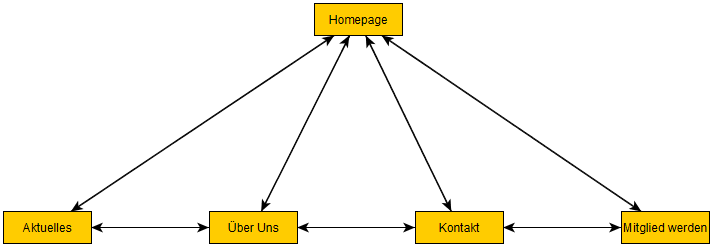 Homepage
Aktuelles
Über Uns
Kontakt
Mitglied werden